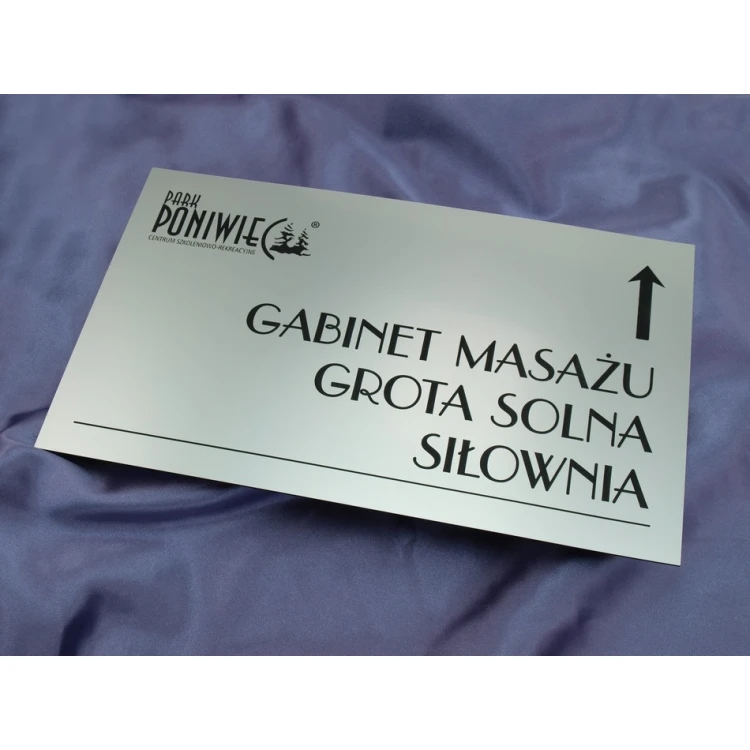 PARK
PONIWIEC®
CENTRUM SZKOLENIOWO-REKREACYJNE
GABINET MASAŻU
GROTA SOLNA
SIŁOWNIA